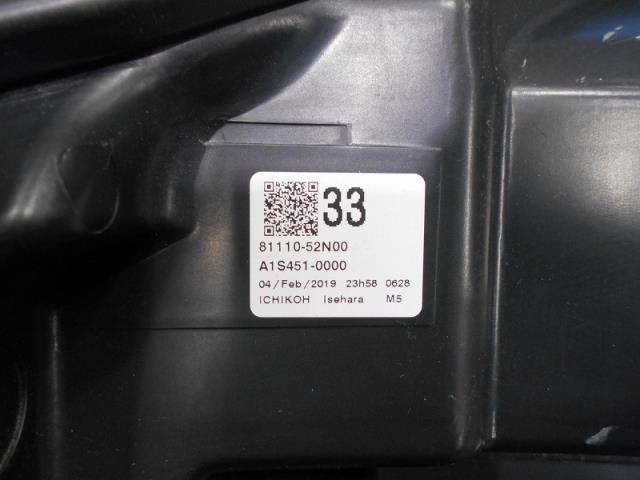 33
81110-52N00
A1S451-0000
04/Feb/2019 23h58 0628
ICHIKOH Isehara M5